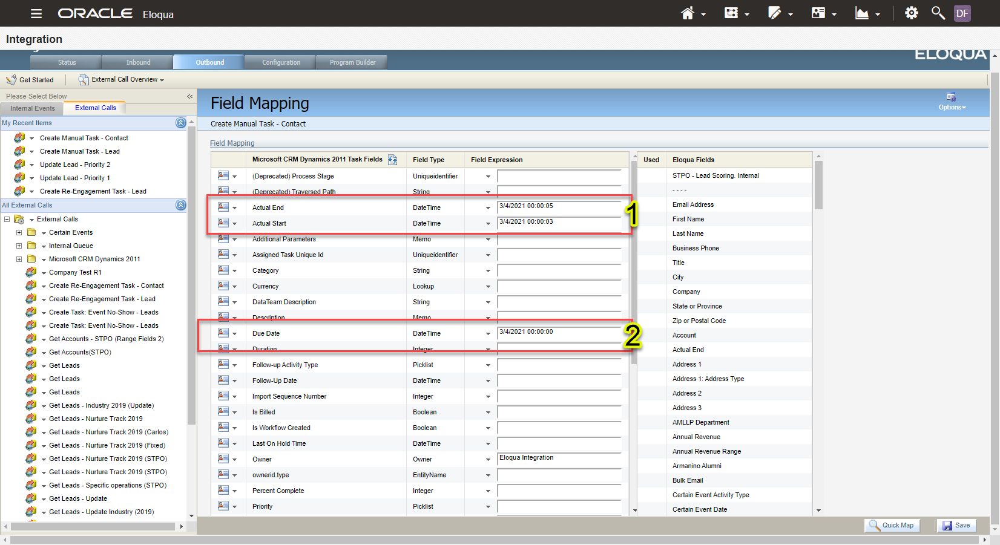 ORACLE Eloqua
DF
Integration
ELOQUA
Status
Inbound
Outbound
Configuration
Program Builder
Get Started
External Call Overview
Please Select Below
Internal Events
External Calls
My Recent Items
Create Manual Task - Contact
Create Manual Task - Lead
Update Lead - Priority 2
Update Lead - Priority 1
Create Re-Engagement Task - Lead
All External Calls
External Calls
Certain Events
Internal Queue
Microsoft CRM Dynamics 2011
Company Test R1
Create Re-Engagement Task - Contact
Create Re-Engagement Task - Lead
Create Task: Event No-Show - Leads
Create Task: Event No-Show - Leads
Get Accounts - STPO (Range Fields 2)
Get Accounts(STPO)
Get Leads
Get Leads
Get Leads
Get Leads - Industry 2019 (Update)
Get Leads - Nurture Track 2019
Get Leads - Nurture Track 2019 (Carlos)
Get Leads - Nurture Track 2019 (Fixed)
Get Leads - Nurture Track 2019 (STPO)
Get Leads - Nurture Track 2019 (STPO)
Get Leads - Specific operations (STPO)
Get Leads - Update
Get Leads - Update Industry (2019)
Field Mapping
Options
Create Manual Task - Contact
Field Mapping
Microsoft CRM Dynamics 2011 Task Fields Field Type Field Expression
(Deprecated) Process Stage Uniqueidentifier
(Deprecated) Traversed Path String
Actual End DateTime 3/4/2021 00:00:05
Actual Start DateTime 3/4/2021 00:00:03
1
Additional Parameters Memo
Assigned Task Unique Id Uniqueidentifier
Category String
Currency Lookup
DataTeam Description String
Description Memo
Due Date DateTime 3/4/2021 00:00:00
2
Duration Integer
Follow-up Activity Type Picklist
Follow-Up Date DateTime
Import Sequence Number Integer
Is Billed Boolean
Is Workflow Created Boolean
Last On Hold Time DateTime
Owner Owner Eloqua Integration
ownerid.type EntityName
Percent Complete Integer
Priority Picklist
Used Eloqua Fields
STPO - Lead Scoring. Internal
- - - -
Email Address
First Name
Last Name
Business Phone
Title
City
Company
State or Province
Zip or Postal Code
Account
Actual End
Address 1
Address 1: Address Type
Address 2
Address 3
AMLLP Department
Annual Revenue
Annual Revenue Range
Armanino Alumni
Bulk Email
Certain Event Activity Type
Certain Event Date
Quick Map
Save